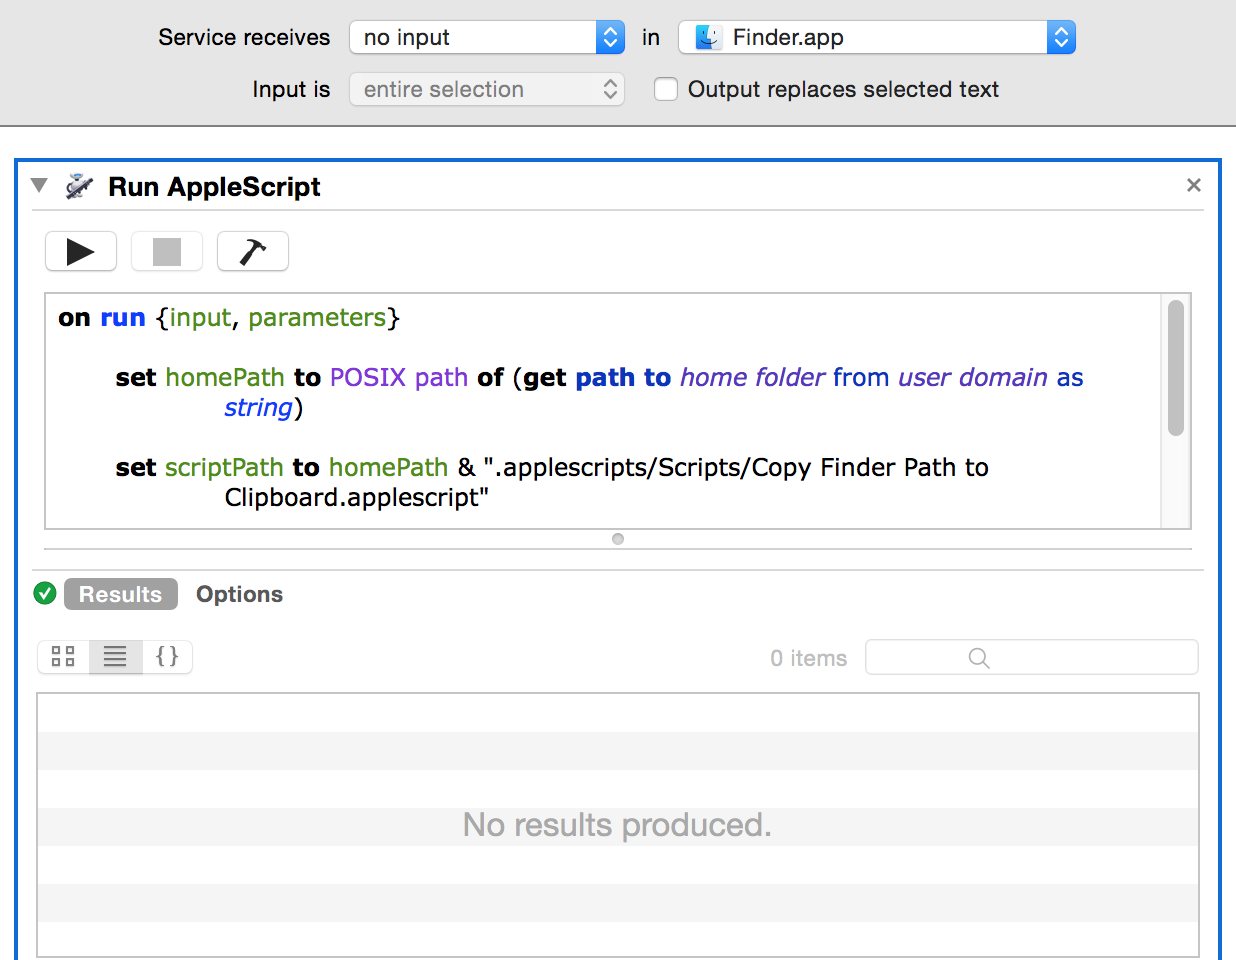 Service receives no input in Finder.app
Input is entire selection Output replaces selected text
Run AppleScript
on run {input, parameters}
set homePath to POSIX path of (get path to home folder from user domain as
string)
set scriptPath to homePath & ".applescripts/Scripts/Copy Finder Path to
Clipboard.applescript"
Results Options
{} 0 items
No results produced.